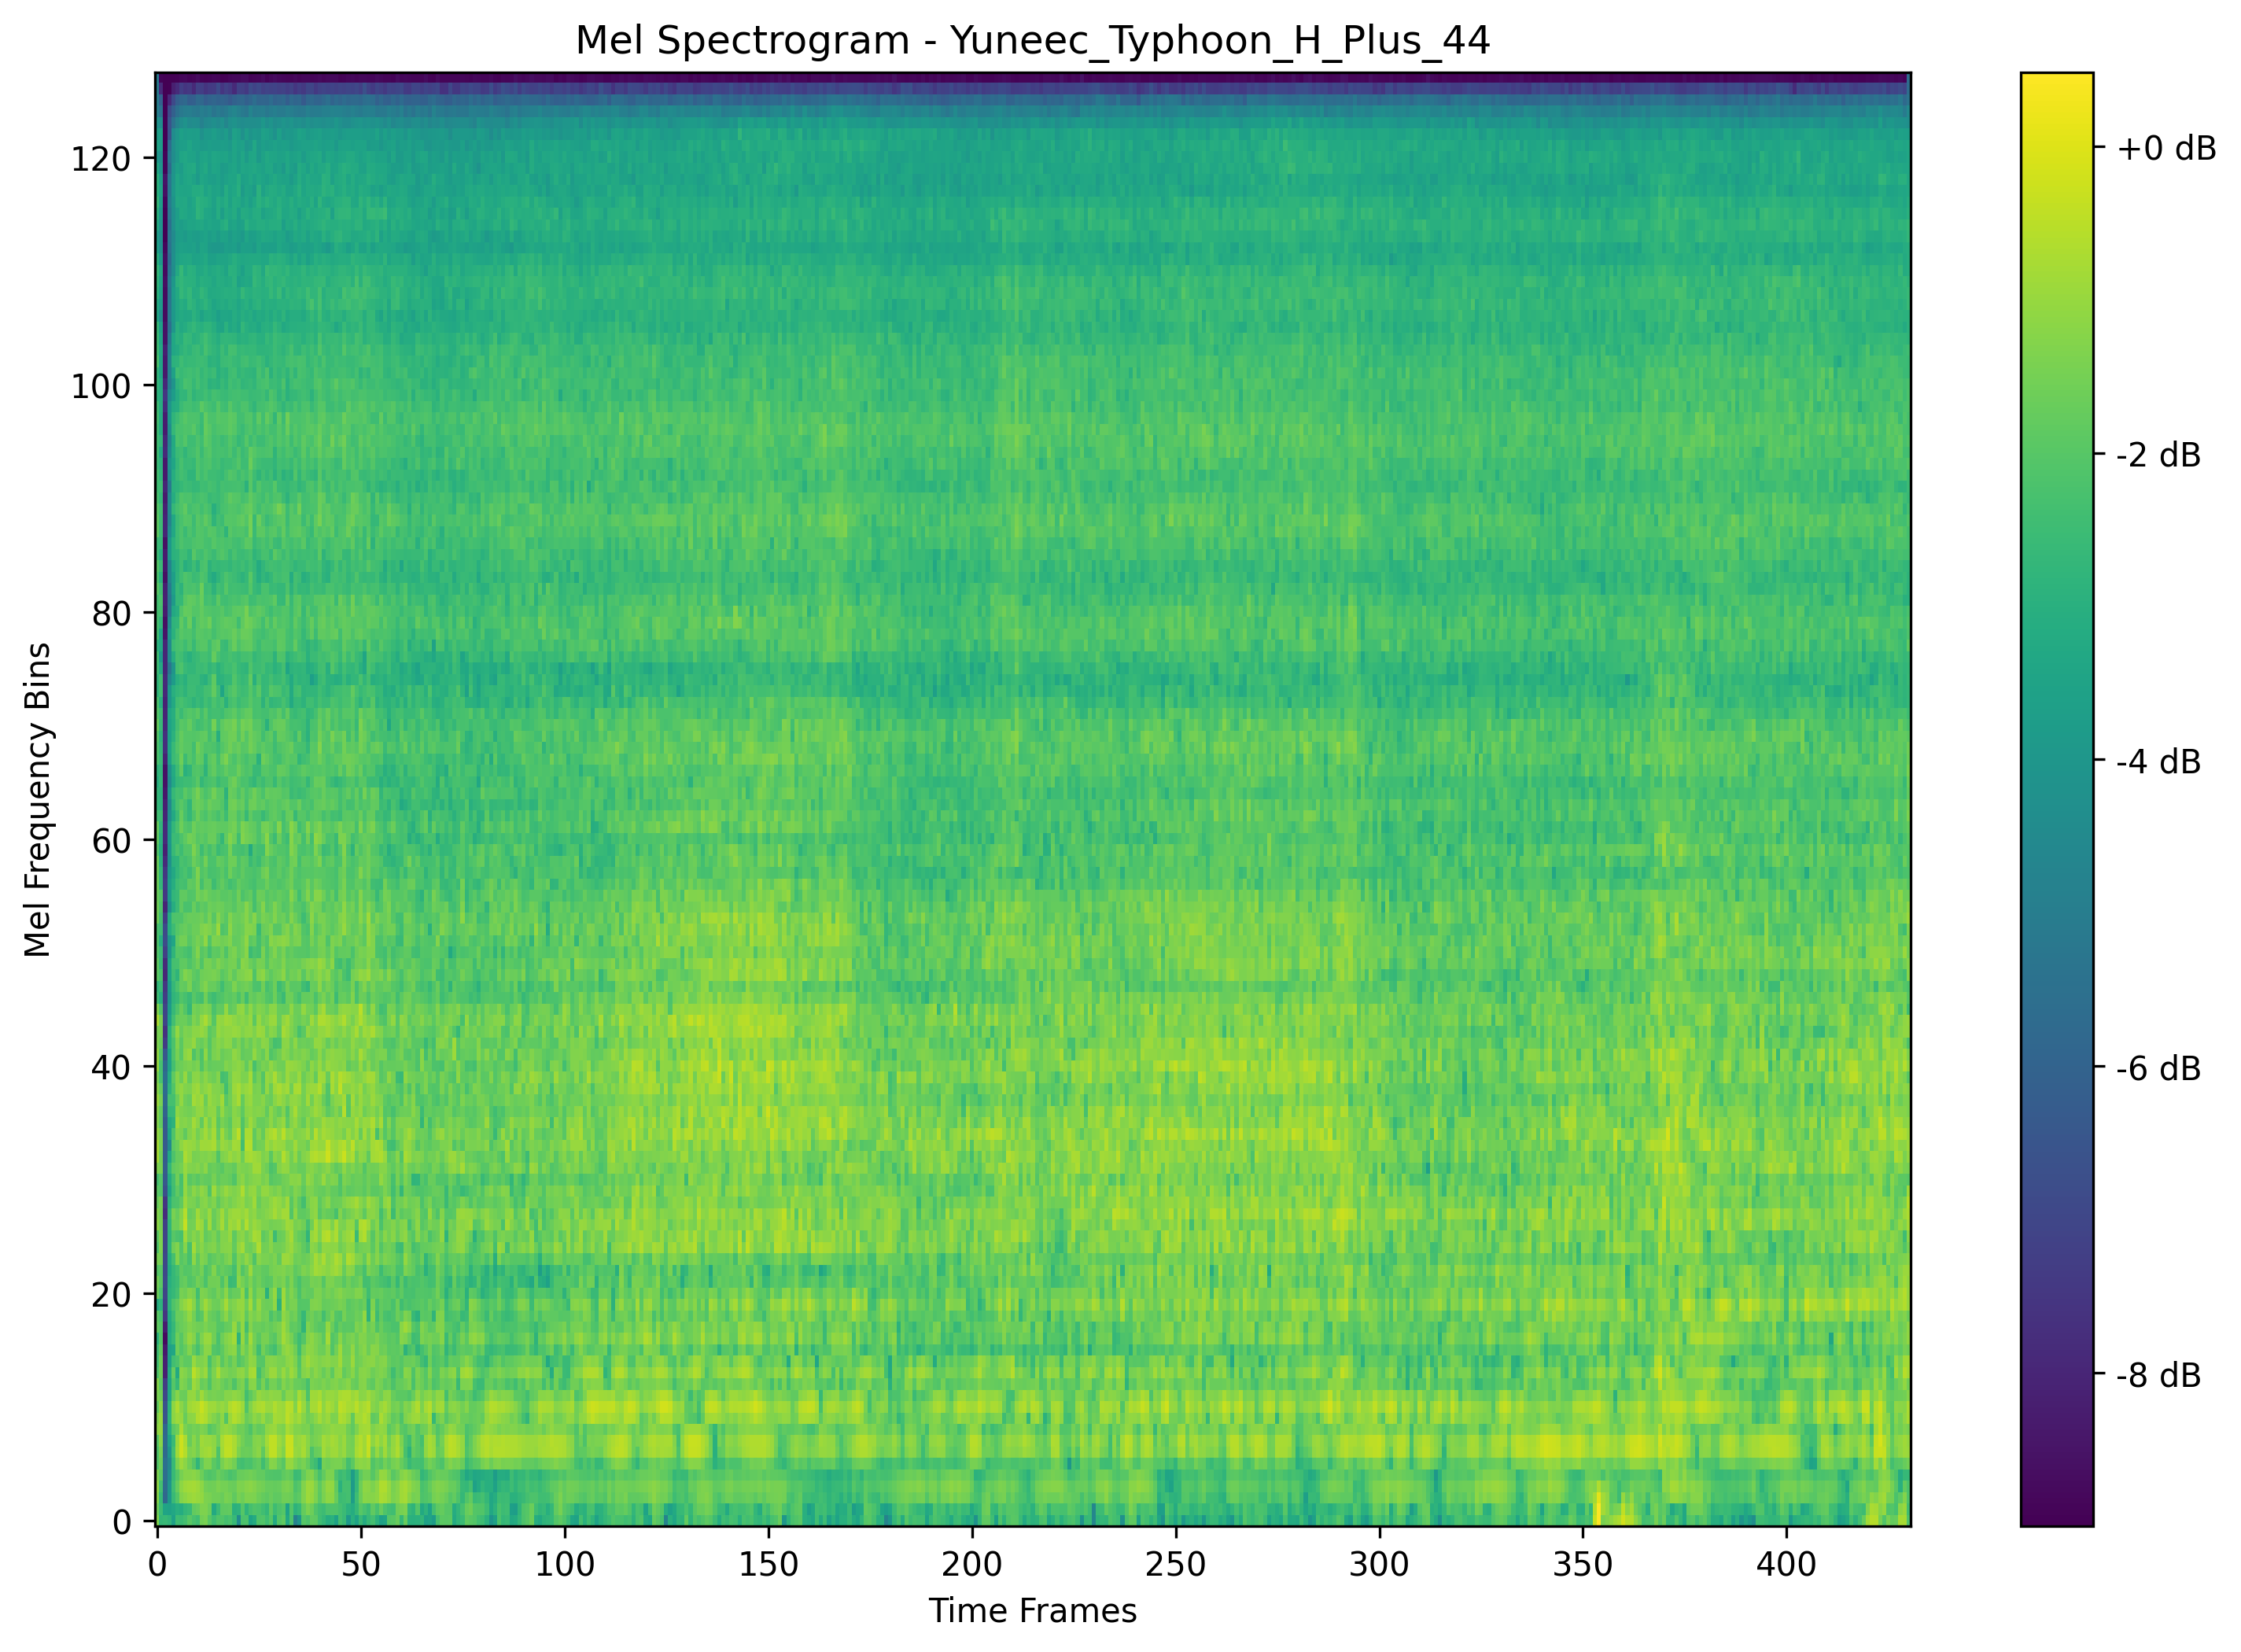 Mel Spectrogram - Yuneec_Typhoon_H_Plus_44
Mel Frequency Bins
120
100
80
60
40
20
0
0 50 100 150 200 250 300 350 400
Time Frames
+0 dB
-2 dB
-4 dB
-6 dB
-8 dB